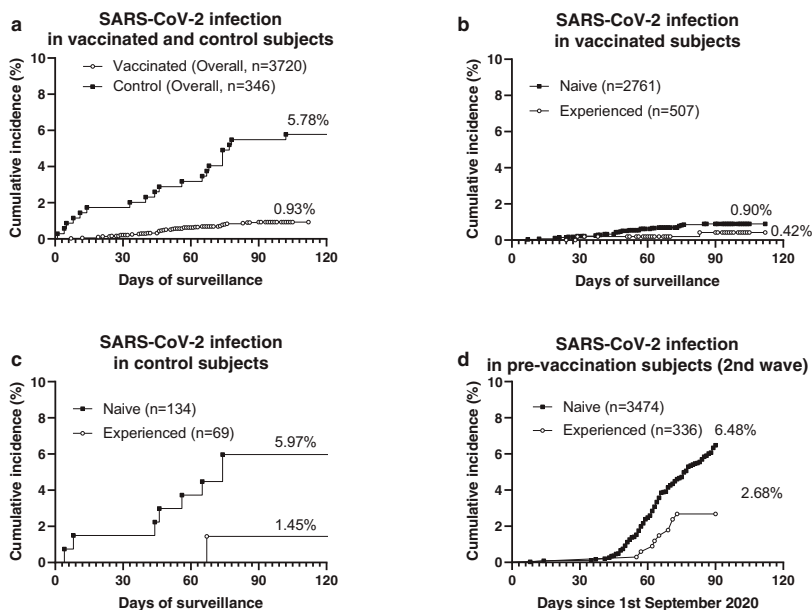 a
SARS-CoV-2 infection
in vaccinated and control subjects
Cumulative incidence (%)
10
8
6
4
2
0
Vaccinated (Overall, n=3720)
Control (Overall, n=346)
5.78%
0.93%
0
30
60
90
120
Days of surveillance
b
SARS-CoV-2 infection
in vaccinated subjects
Cumulative incidence (%)
10
8
6
4
2
0
Naive (n=2761)
Experienced (n=507)
0.90%
0.42%
0
30
60
90
120
Days of surveillance
c
SARS-CoV-2 infection
in control subjects
Cumulative incidence (%)
10
8
6
4
2
0
Naive (n=134)
Experienced (n=69)
5.97%
1.45%
0
30
60
90
120
Days of surveillance
d
SARS-CoV-2 infection
in pre-vaccination subjects (2nd wave)
Cumulative incidence (%)
10
8
6
4
2
0
Naive (n=3474)
Experienced (n=336)
6.48%
2.68%
0
30
60
90
120
Days since 1st September 2020